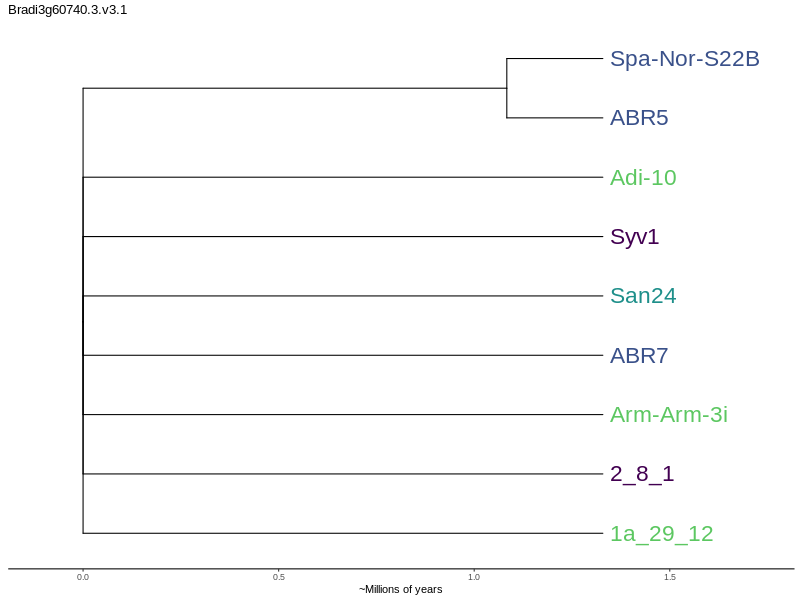 Bradi3g60740.3.v3.1
Spa-Nor-S22B
ABR5
Adi-10
Syv1
San24
ABR7
Arm-Arm-3i
2_8_1
1a_29_12
0.0 0.5 1.0 1.5
~Millions of years